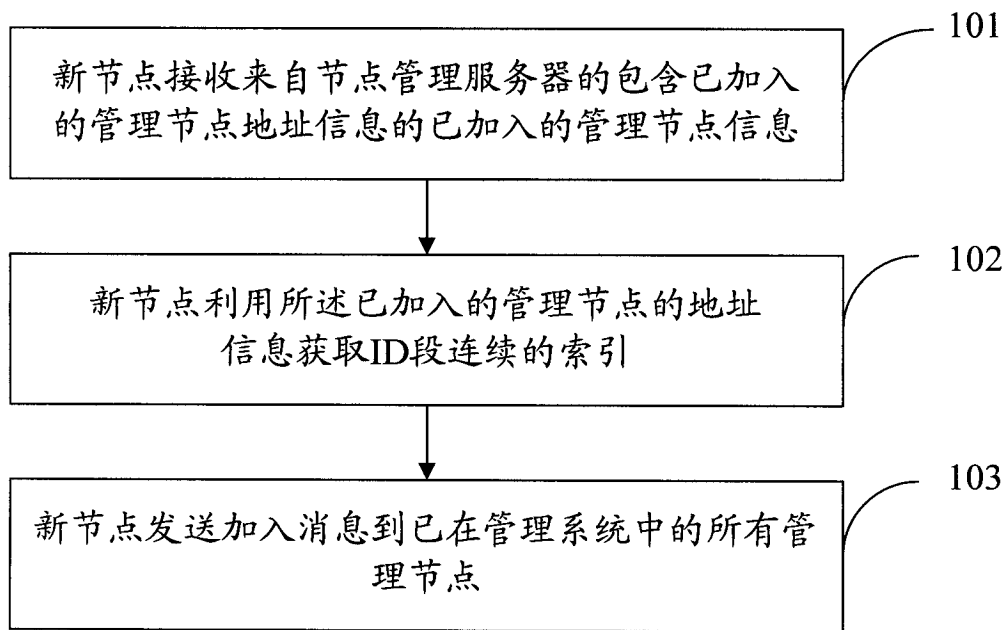 101
新节点接收来自节点管理服务器的包含已加入
的管理节点地址信息的已加入的管理节点信息
102
新节点利用所述已加入的管理节点的地址
信息获取ID段连续的索引
103
新节点发送加入消息到已在管理系统中的所有管
理节点